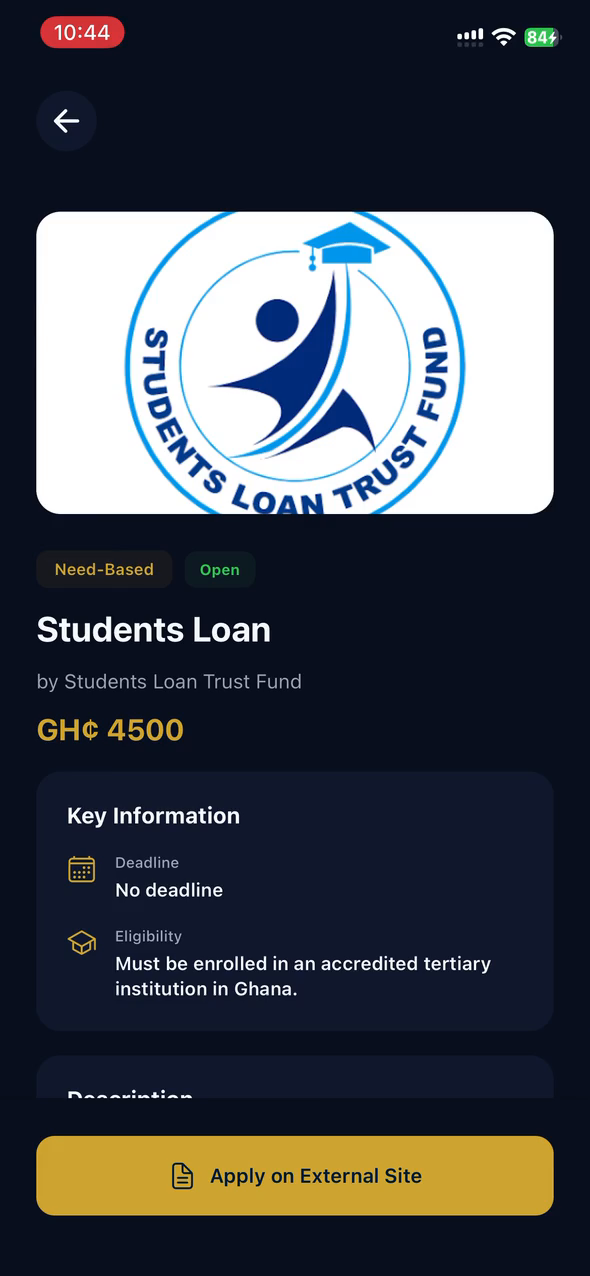 10:44
84
STUDENTS LOAN TRUST FUND
Need-Based
Open
Students Loan
by Students Loan Trust Fund
GH¢ 4500
Key Information
Deadline
No deadline
Eligibility
Must be enrolled in an accredited tertiary
institution in Ghana.
Description
Apply on External Site